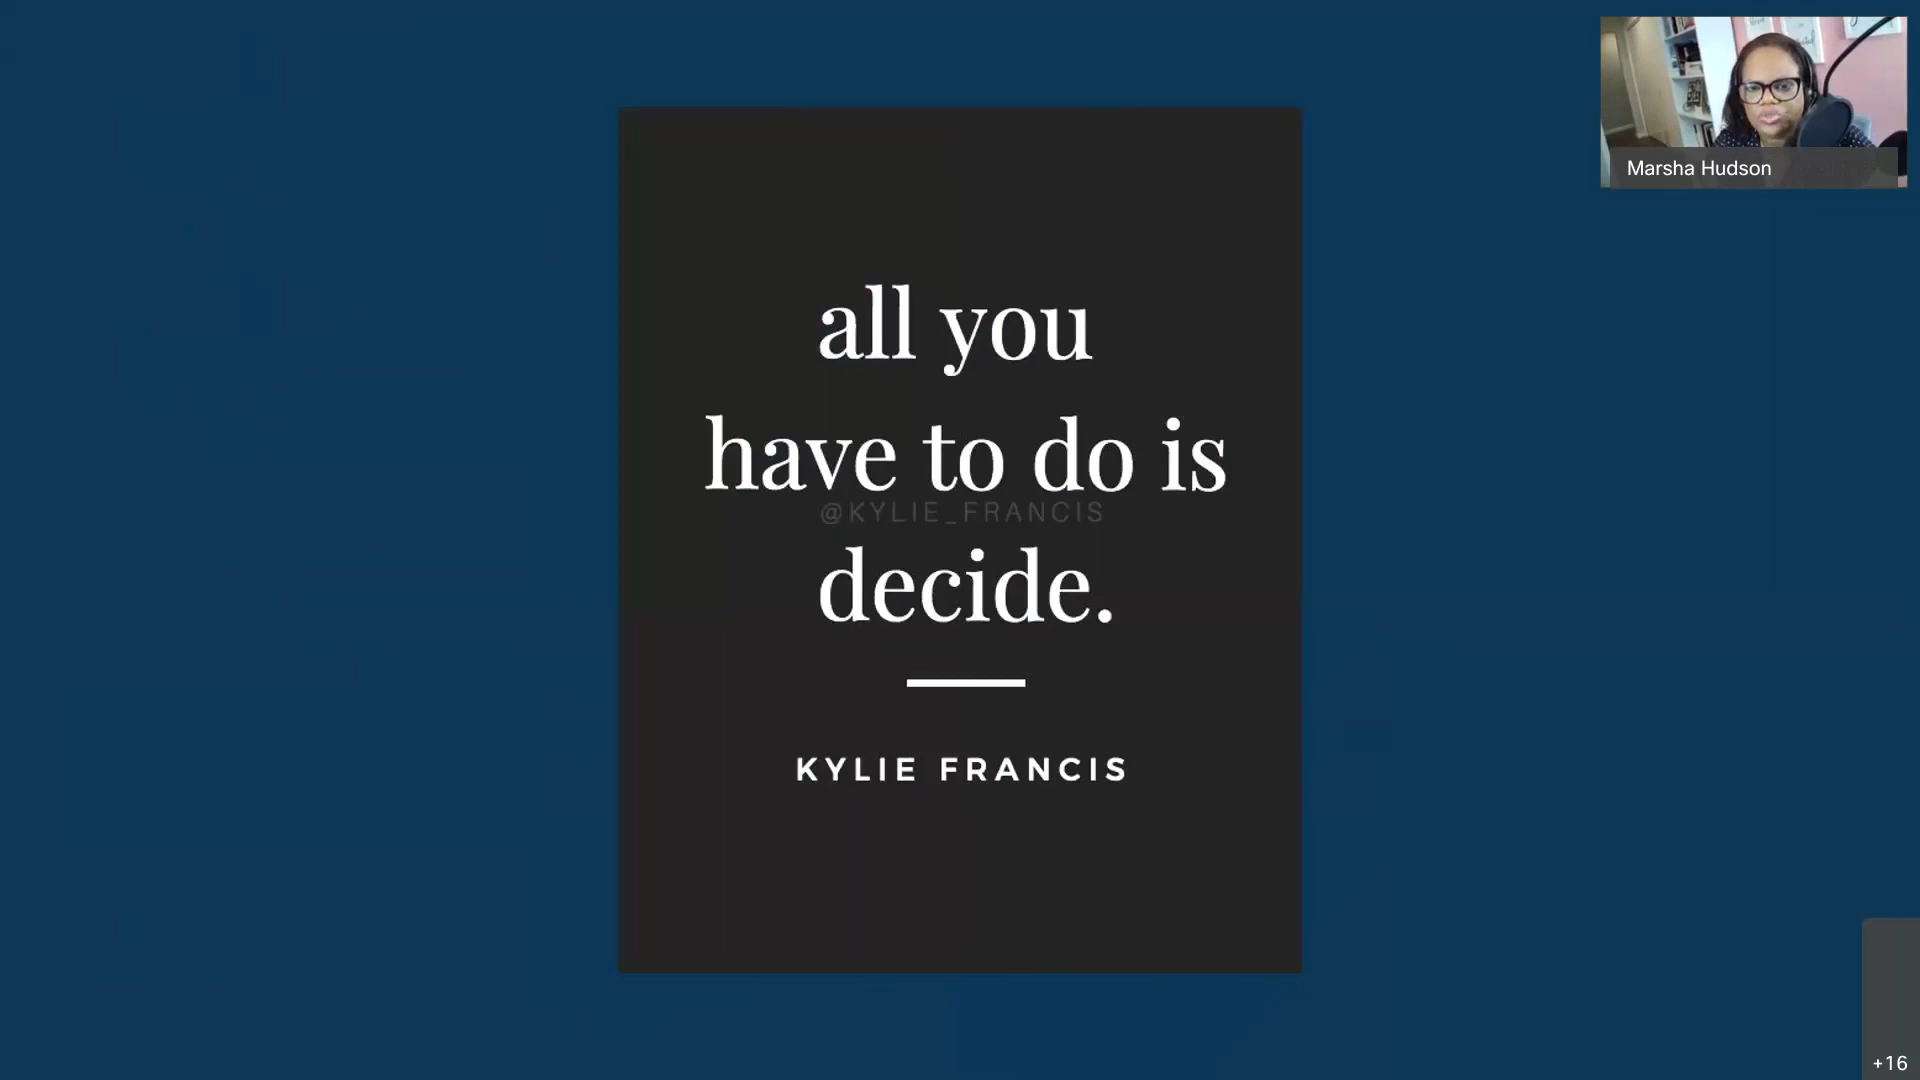 Marsha Hudson
all you
have to do is
@KYLIE_FRANCIS
decide.
KYLIE FRANCIS
+16